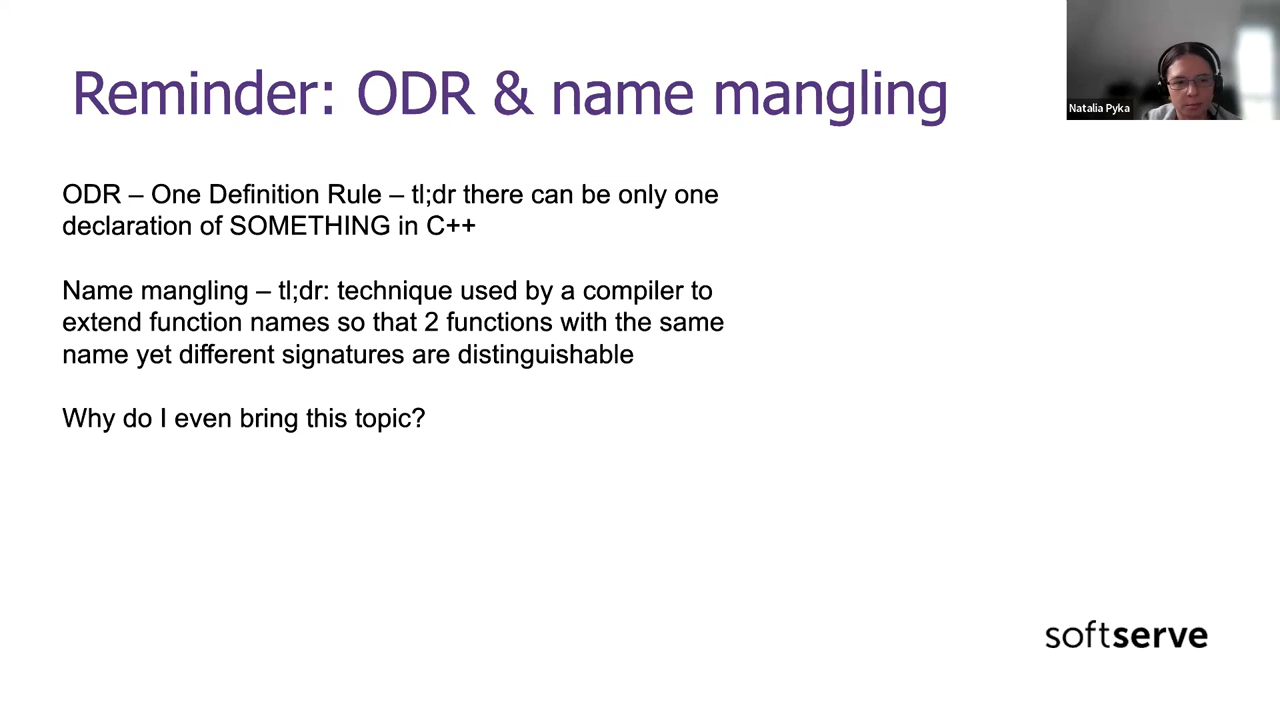 Reminder: ODR & name mangling
Natalia Pyka
ODR – One Definition Rule – tl;dr there can be only one
declaration of SOMETHING in C++
Name mangling – tl;dr: technique used by a compiler to
extend function names so that 2 functions with the same
name yet different signatures are distinguishable
Why do I even bring this topic?
softserve